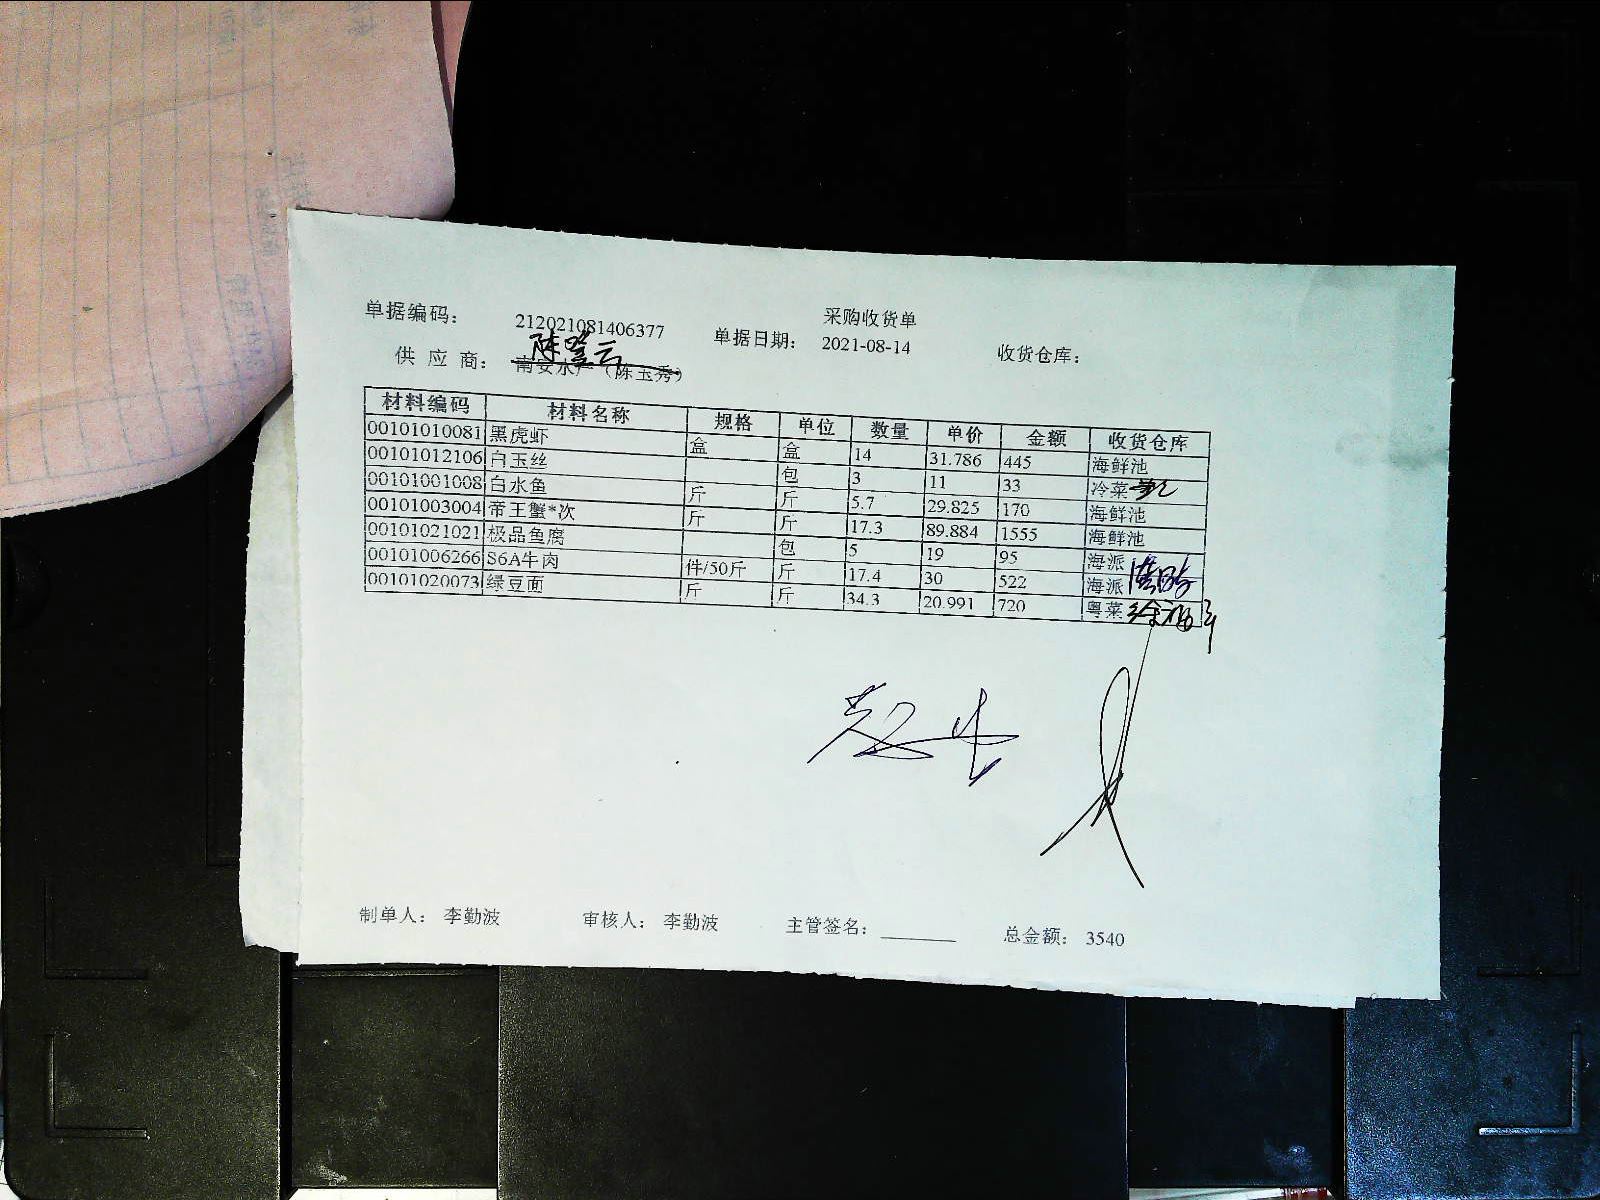 采购收货单
单据编码： 212021081406377 单据日期： 2021-08-14 收货仓库：
供 应 商： 南安水产（陈玉秀）
材料编码 材料名称 规格 单位 数量 单价 金额 收货仓库
00101010081 黑虎虾 盒 盒 14 31.786 445 海鲜池
00101012106 白玉丝 包 3 11 33 冷菜
00101001008 白水鱼 斤 斤 5.7 29.825 170 海鲜池
00101003004 帝王蟹*次 斤 斤 17.3 89.884 1555 海鲜池
00101021021 极品鱼腐 包 5 19 95 海派
00101006266 S6A牛肉 件/50斤 斤 17.4 30 522 海派
00101020073 绿豆面 斤 斤 34.3 20.991 720 粤菜
制单人： 李勤波 审核人： 李勤波 主管签名： 总金额： 3540